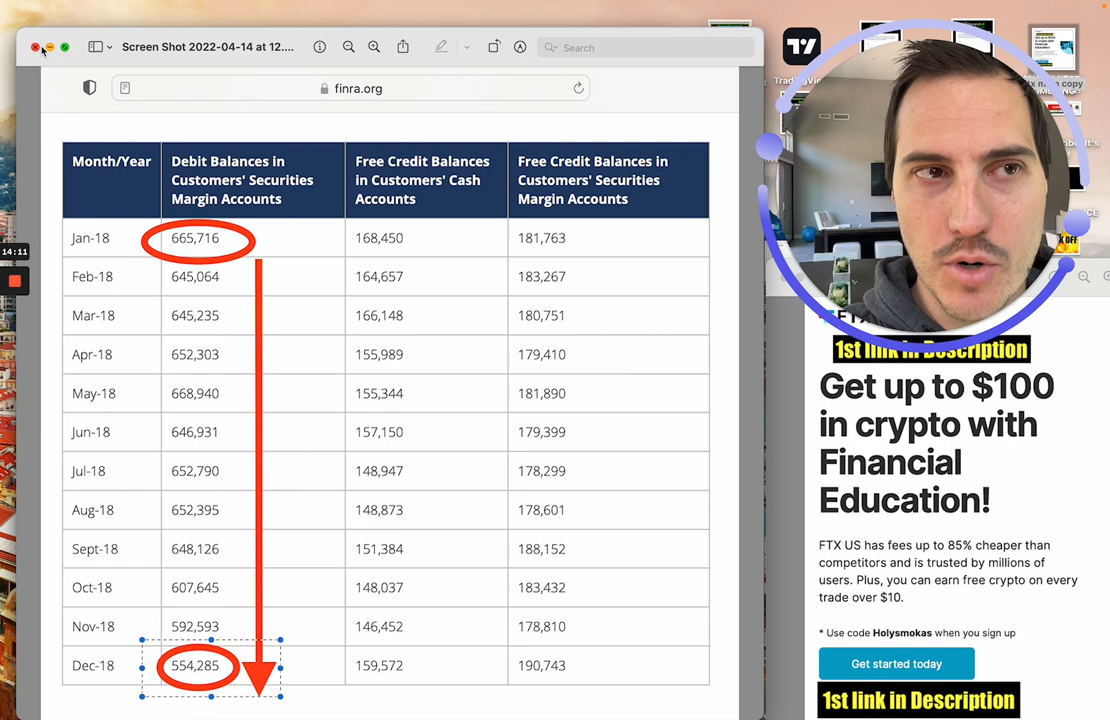 Screen Shot 2022-04-14 at 12....
Search
finra.org
Month/Year
Debit Balances in
Customers' Securities
Margin Accounts
Free Credit Balances
in Customers' Cash
Accounts
Free Credit Balances in
Customers' Securities
Margin Accounts
Jan-18 665,716 168,450 181,763
Feb-18 645,064 164,657 183,267
Mar-18 645,235 166,148 180,751
Apr-18 652,303 155,989 179,410
May-18 668,940 155,344 181,890
Jun-18 646,931 157,150 179,399
Jul-18 652,790 148,947 178,299
Aug-18 652,395 148,873 178,601
Sept-18 648,126 151,384 188,152
Oct-18 607,645 148,037 183,432
Nov-18 592,593 146,452 178,810
Dec-18 554,285 159,572 190,743
14:11
1st link in Description
Get up to $100
in crypto with
Financial
Education!
FTX US has fees up to 85% cheaper than
competitors and is trusted by millions of
users. Plus, you can earn free crypto on every
trade over $10.
* Use code Holysmokas when you sign up
Get started today
1st link in Description